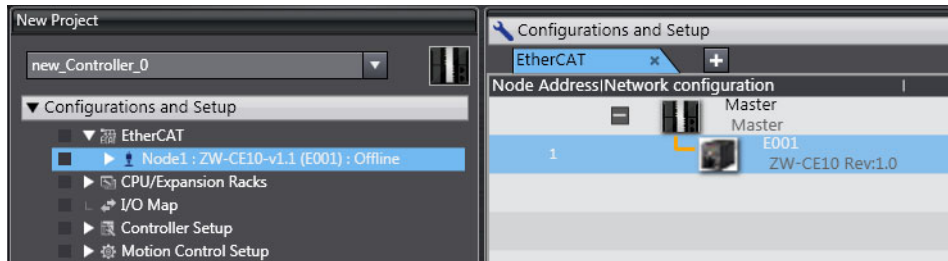 New Project
new_Controller_0
Configurations and Setup
EtherCAT
Node1 : ZW-CE10-v1.1 (E001) : Offline
CPU/Expansion Racks
I/O Map
Controller Setup
Motion Control Setup
Configurations and Setup
EtherCAT
Node Address|Network configuration
Master
Master
1
E001
ZW-CE10 Rev:1.0